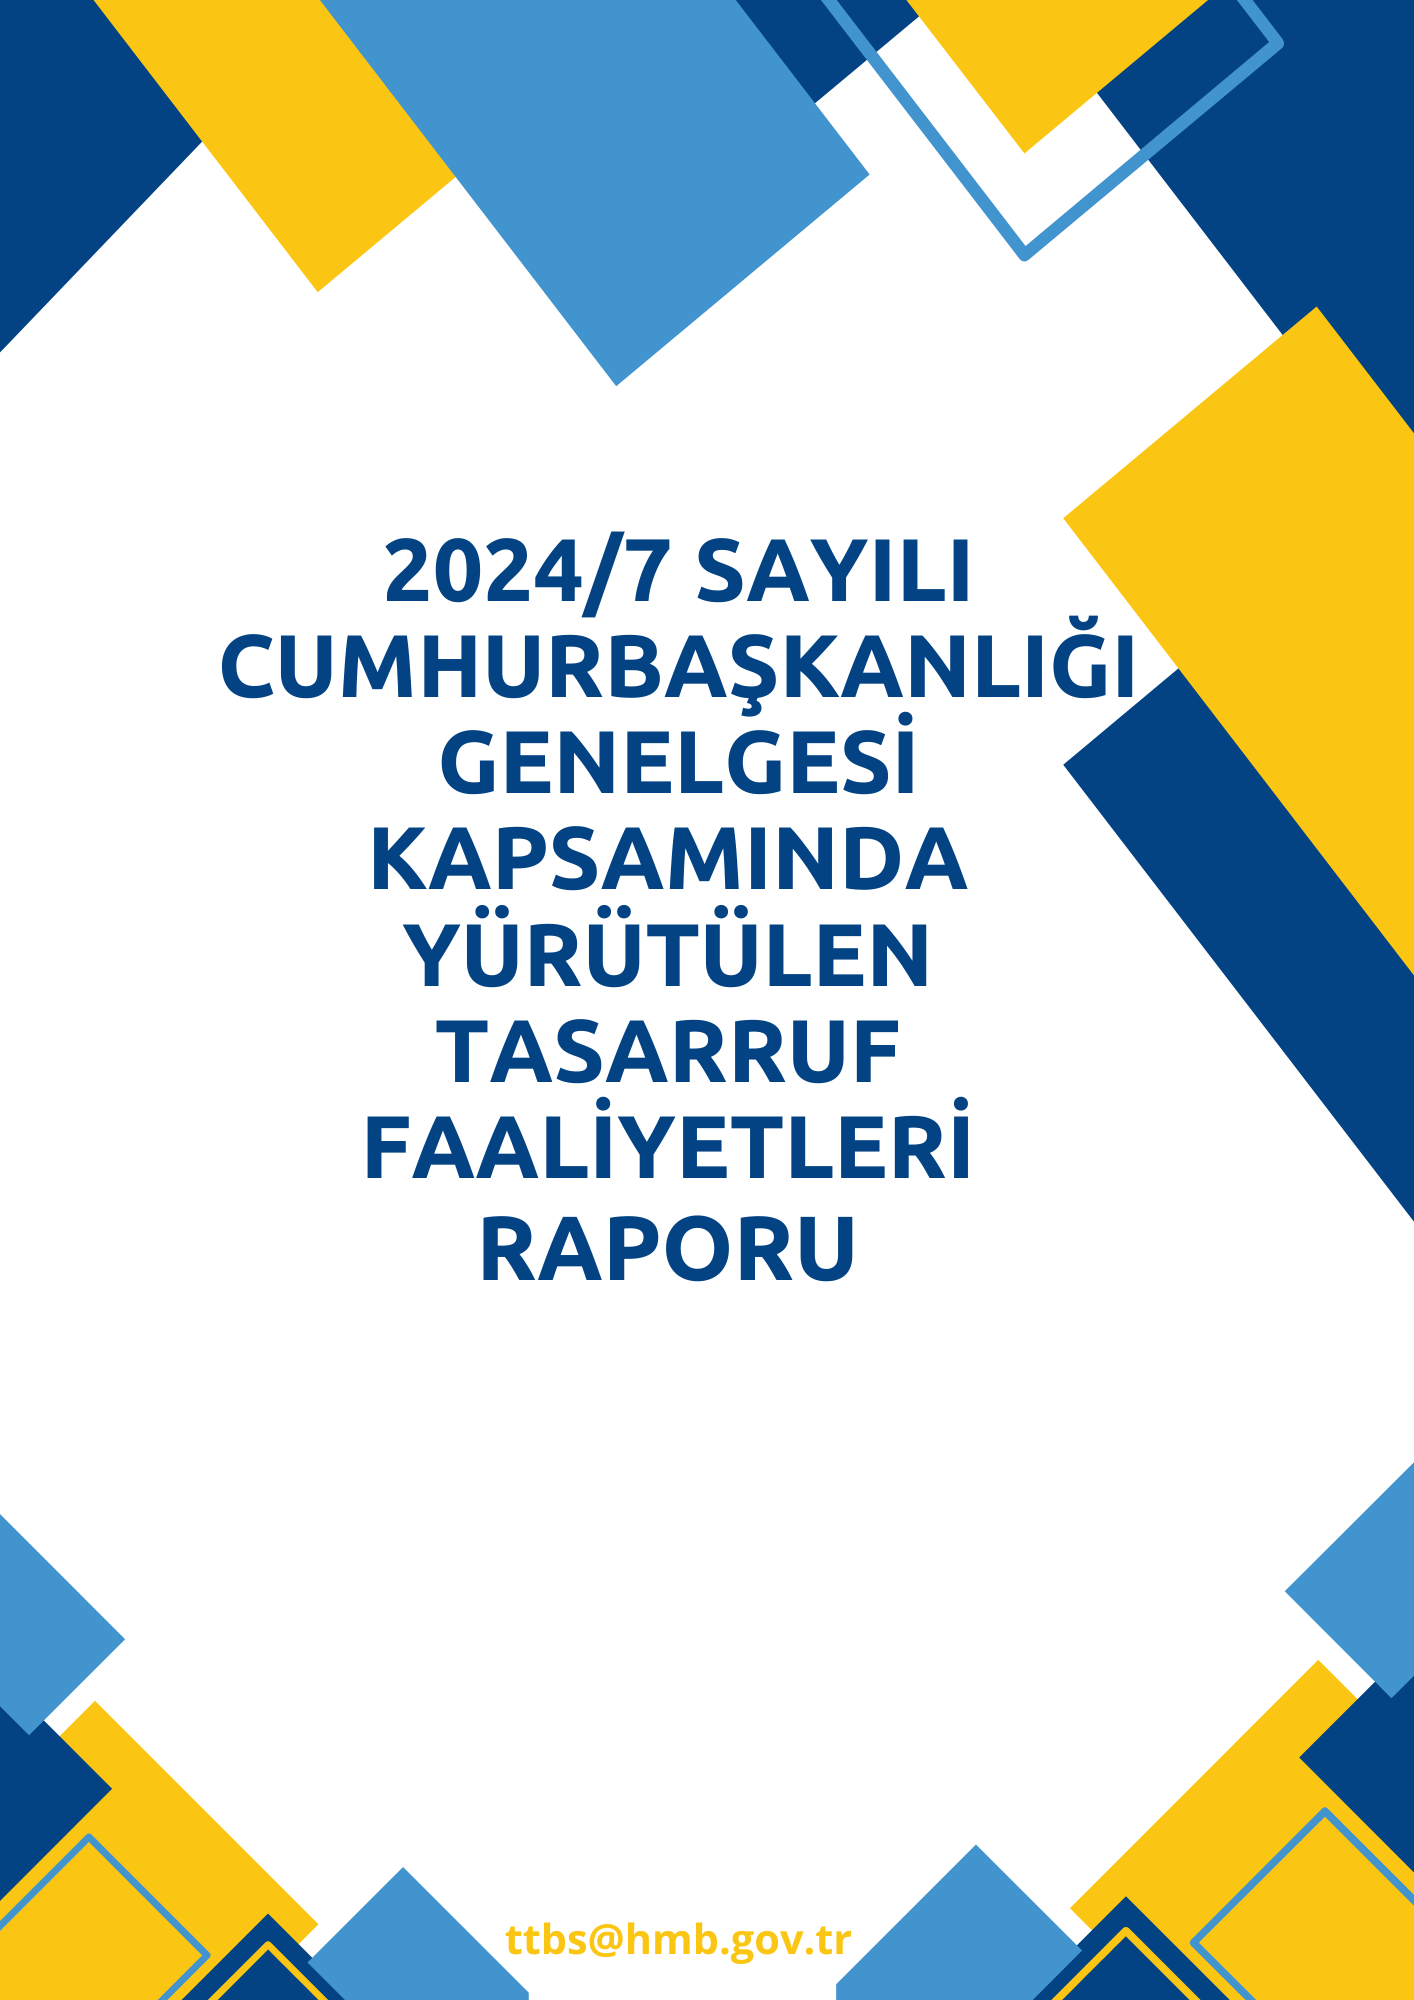 2024/7 SAYILI
CUMHURBAŞKANLIĞI
GENELGESİ
KAPSAMINDA
YÜRÜTÜLEN
TASARRUF
FAALİYETLERİ
RAPORU
ttbs@hmb.gov.tr